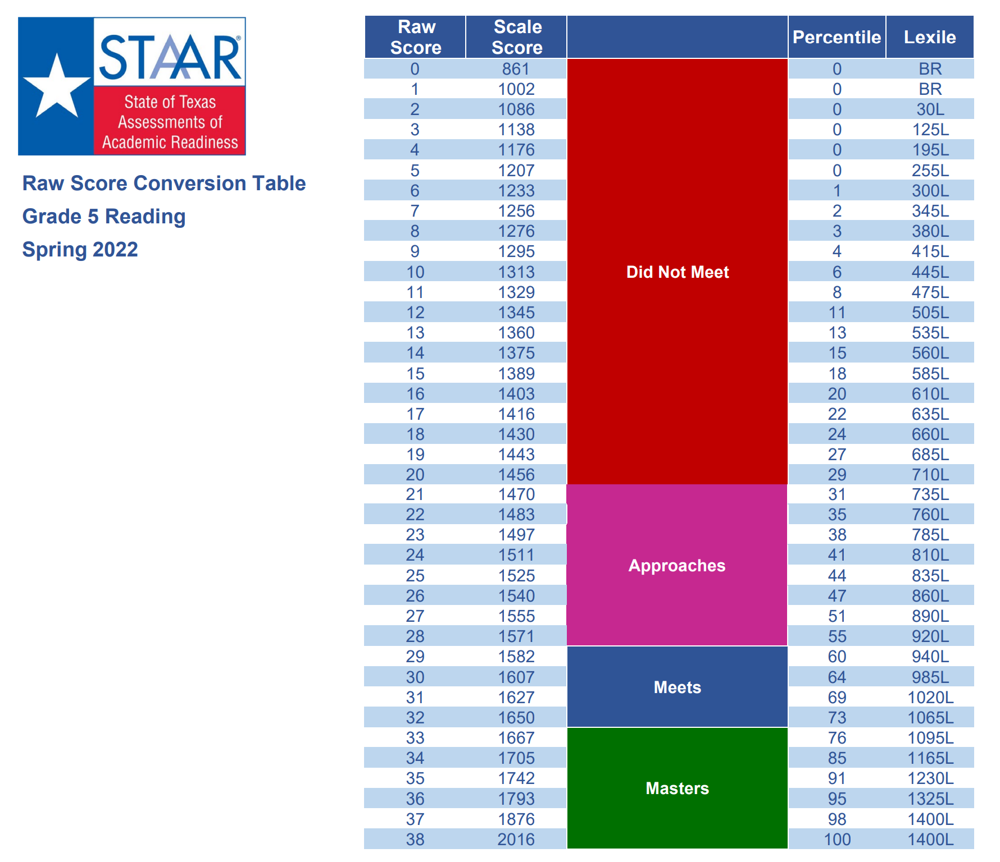 STAAR®
State of Texas
Assessments of
Academic Readiness
Raw Score Conversion Table
Grade 5 Reading
Spring 2022
Raw Score Scale Score Percentile Lexile
0 861 0 BR
1 1002 0 BR
2 1086 0 30L
3 1138 0 125L
4 1176 0 195L
5 1207 0 255L
6 1233 1 300L
7 1256 2 345L
8 1276 3 380L
9 1295 4 415L
10 1313 Did Not Meet 6 445L
11 1329 8 475L
12 1345 11 505L
13 1360 13 535L
14 1375 15 560L
15 1389 18 585L
16 1403 20 610L
17 1416 22 635L
18 1430 24 660L
19 1443 27 685L
20 1456 29 710L
21 1470 31 735L
22 1483 35 760L
23 1497 38 785L
24 1511 41 810L
Approaches
25 1525 44 835L
26 1540 47 860L
27 1555 51 890L
28 1571 55 920L
29 1582 60 940L
30 1607 64 985L
Meets
31 1627 69 1020L
32 1650 73 1065L
33 1667 76 1095L
34 1705 85 1165L
35 1742 91 1230L
Masters
36 1793 95 1325L
37 1876 98 1400L
38 2016 100 1400L